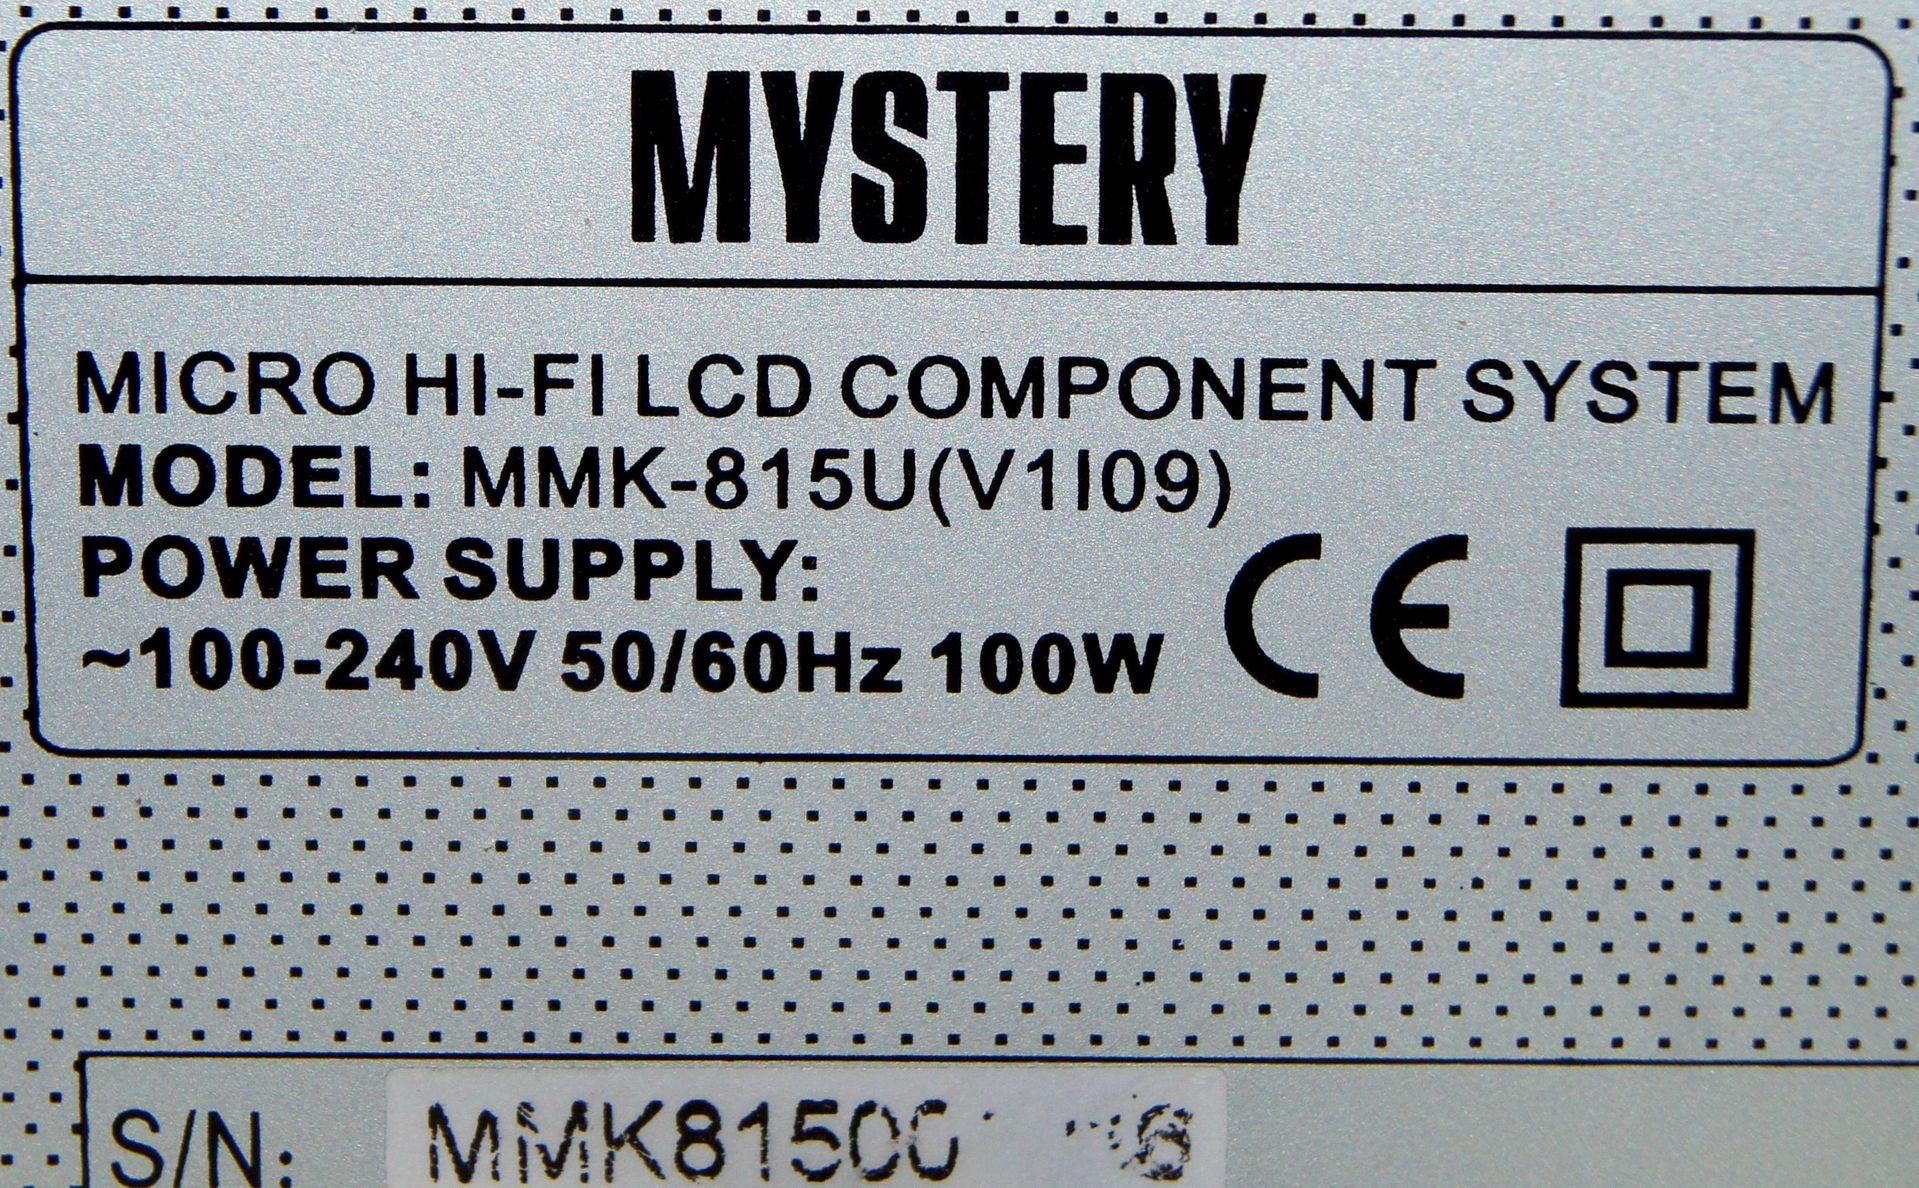 MYSTERY
MICRO HI-FI LCD COMPONENT SYSTEM
MODEL: MMK-815U(V1I09)
POWER SUPPLY:
~100-240V 50/60Hz 100W CE
S/N: